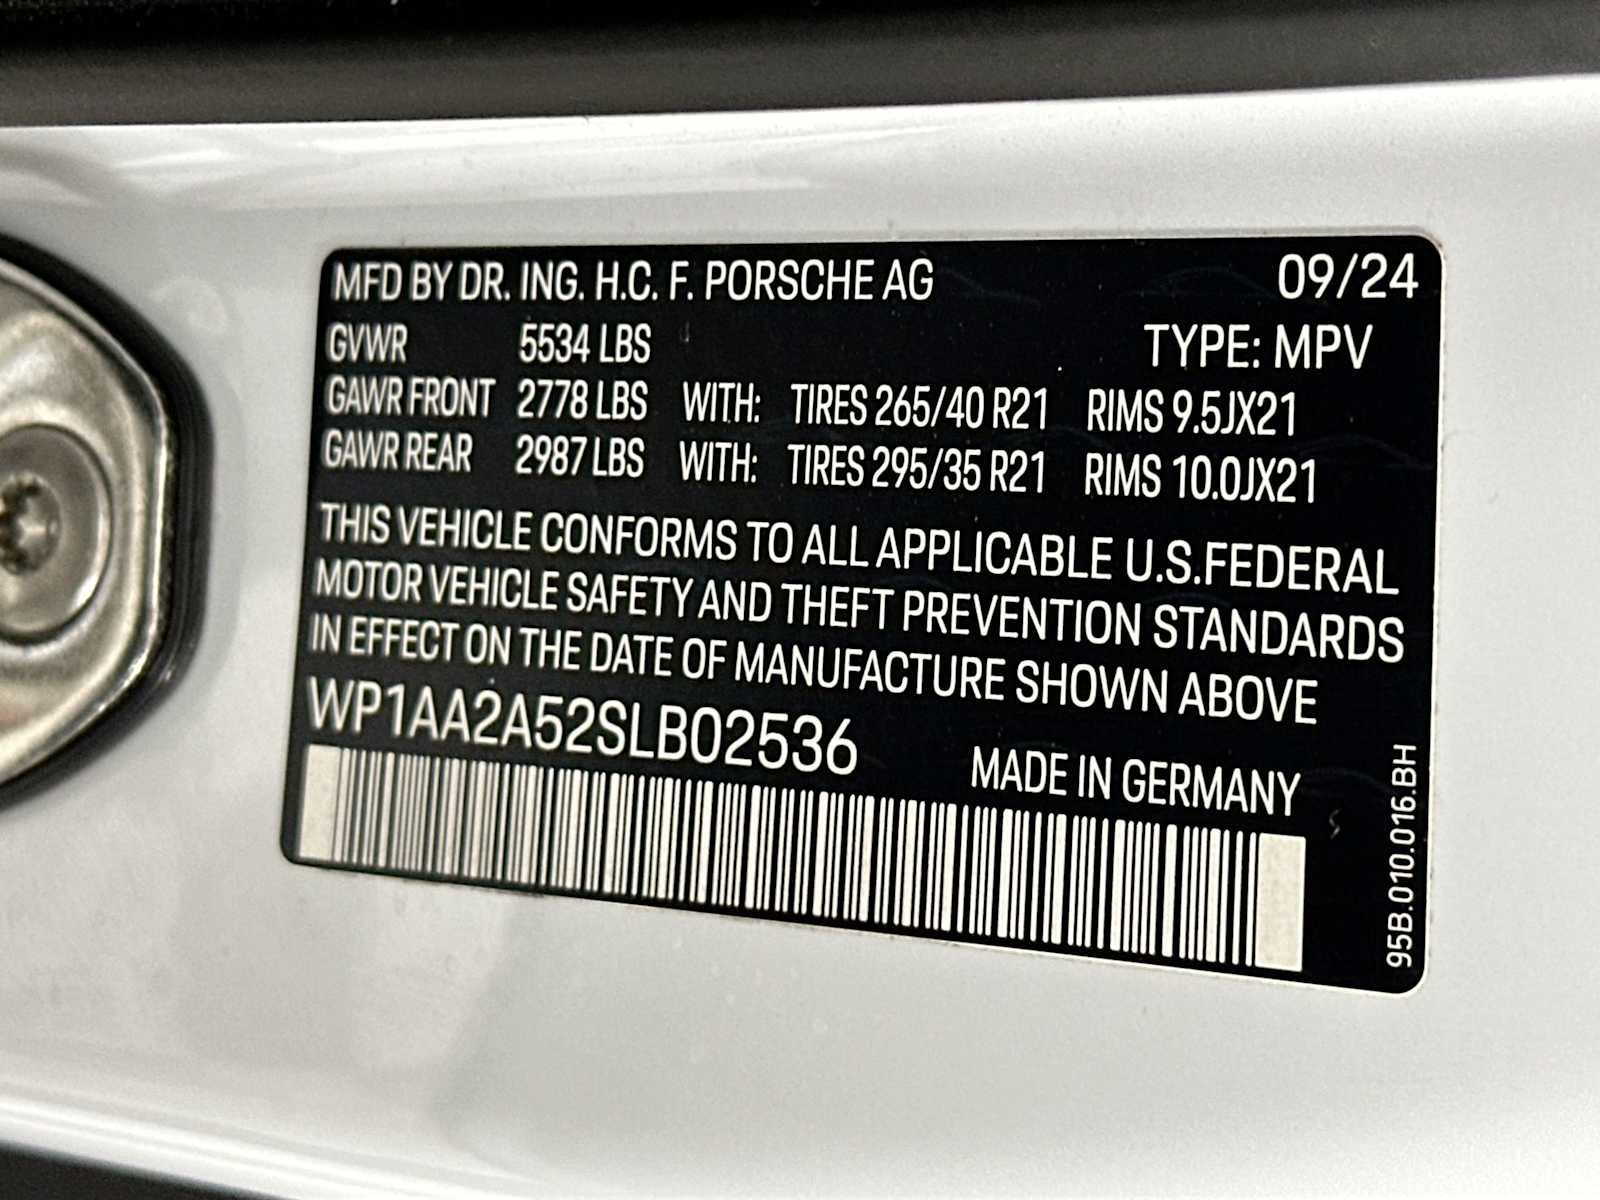 MFD BY DR. ING. H.C. F. PORSCHE AG 09/24
GVWR 5534 LBS TYPE: MPV
GAWR FRONT 2778 LBS WITH: TIRES 265/40 R21 RIMS 9.5JX21
GAWR REAR 2987 LBS WITH: TIRES 295/35 R21 RIMS 10.0JX21
THIS VEHICLE CONFORMS TO ALL APPLICABLE U.S.FEDERAL
MOTOR VEHICLE SAFETY AND THEFT PREVENTION STANDARDS
IN EFFECT ON THE DATE OF MANUFACTURE SHOWN ABOVE
WP1AA2A52SLB02536
MADE IN GERMANY
95B.010.016.BH